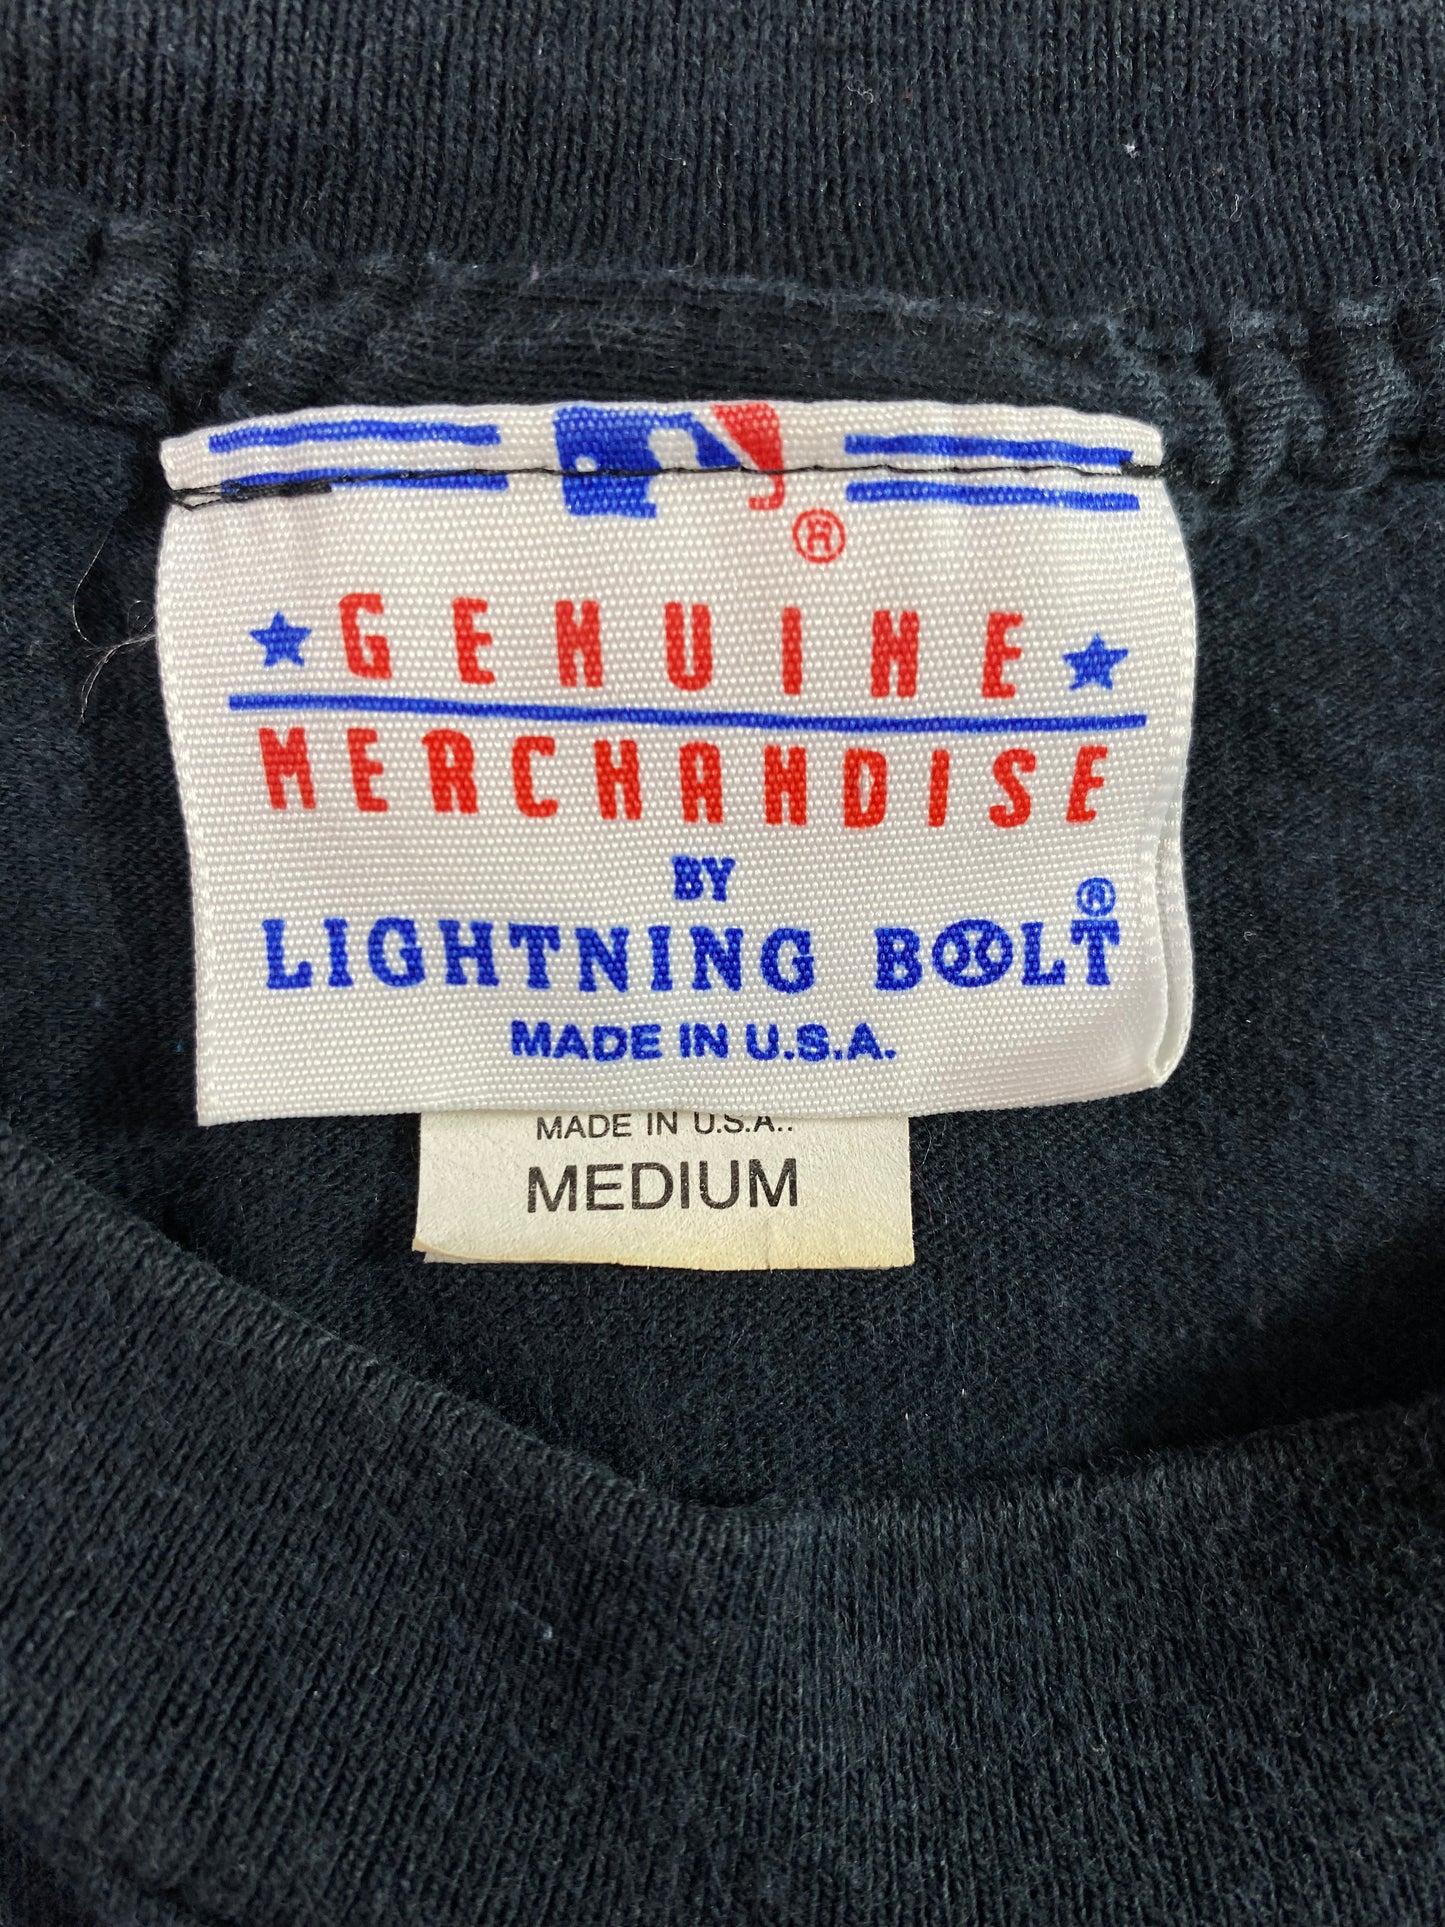 ®
GENUINE
MERCHANDISE
BY
LIGHTNING BOLT®
MADE IN U.S.A.
MADE IN U.S.A..
MEDIUM